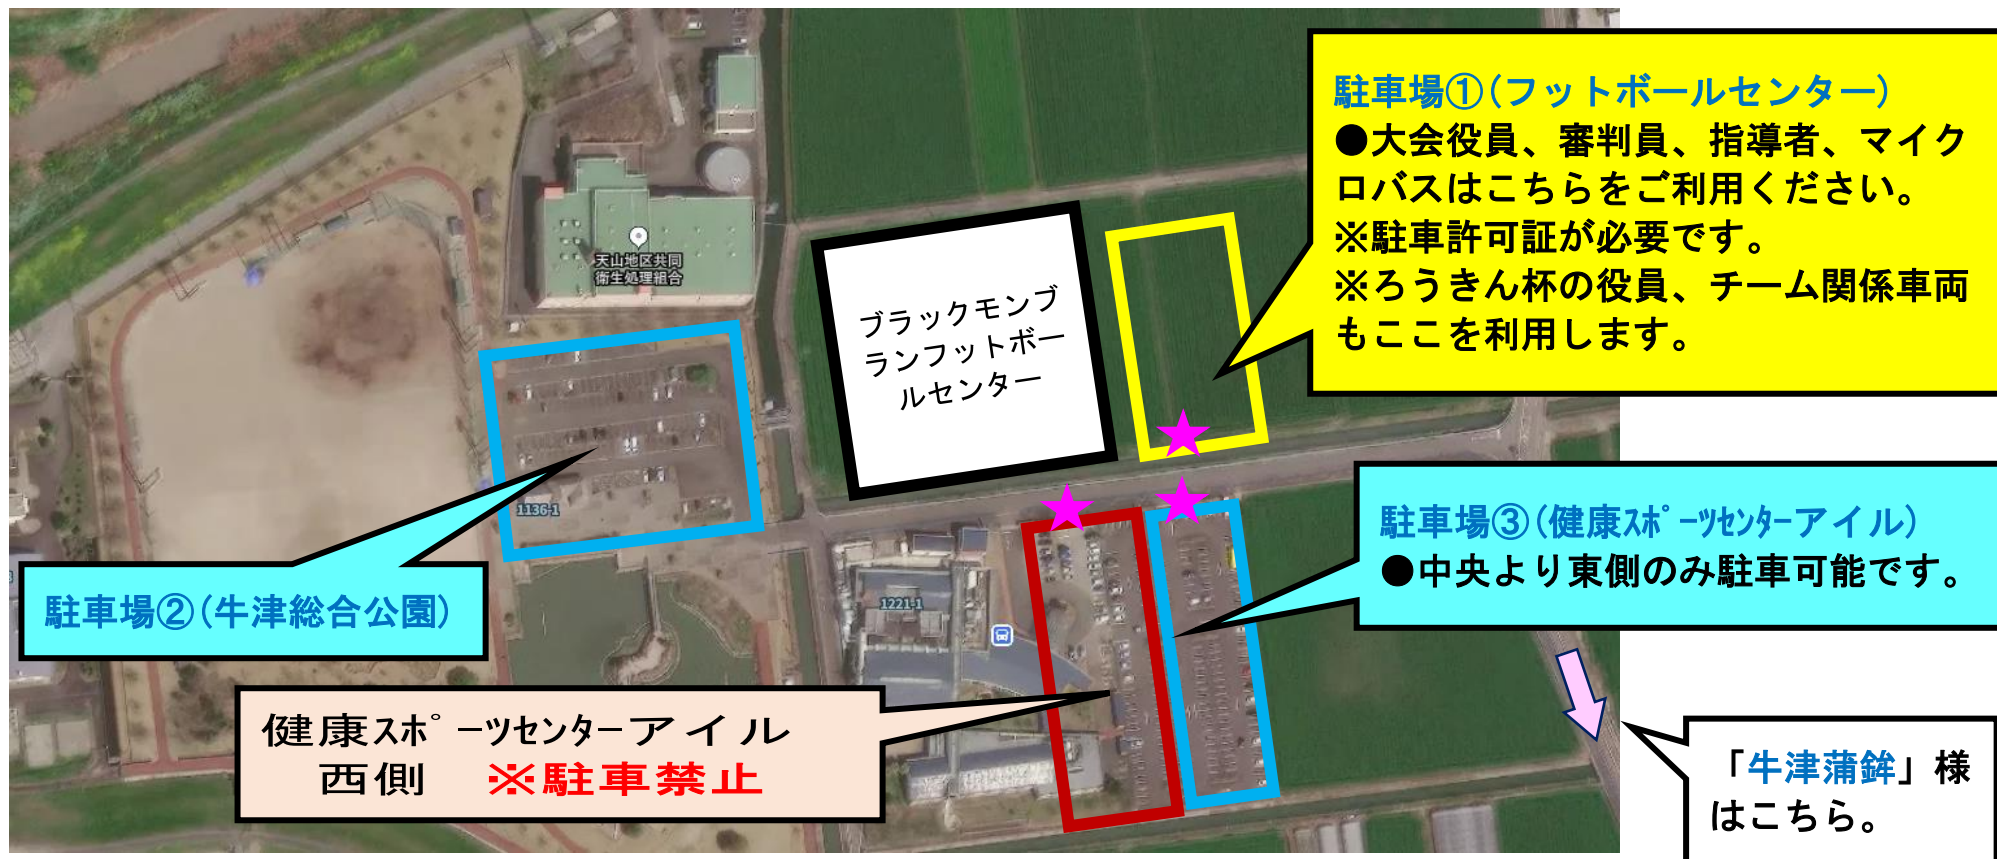 駐車場①(フットボールセンター)
●大会役員、審判員、指導者、マイク
ロバスはこちらをご利用ください。
※駐車許可証が必要です。
※ろうきん杯の役員、チーム関係車両
もここを利用します。
天山地区共同
衛生処理組合
ブラックモンブ
ランフットボー
ルセンター
1136-1
駐車場③(健康ｽﾎﾟｰﾂｾﾝﾀｰアイル)
●中央より東側のみ駐車可能です。
駐車場②(牛津総合公園)
1221-1
健康ｽﾎﾟｰﾂｾﾝﾀｰアイル
西側　※駐車禁止
「牛津蒲鉾」様
はこちら。